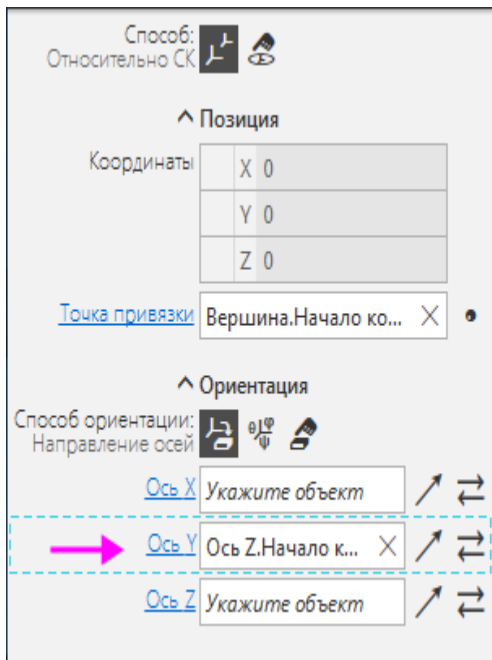 Способ:
Относительно СК
Позиция
Координаты
X 0
Y 0
Z 0
Точка привязки Вершина.Начало ко...
Ориентация
Способ ориентации:
Направление осей
Ось X Укажите объект
Ось Y Ось Z.Начало к...
Ось Z Укажите объект